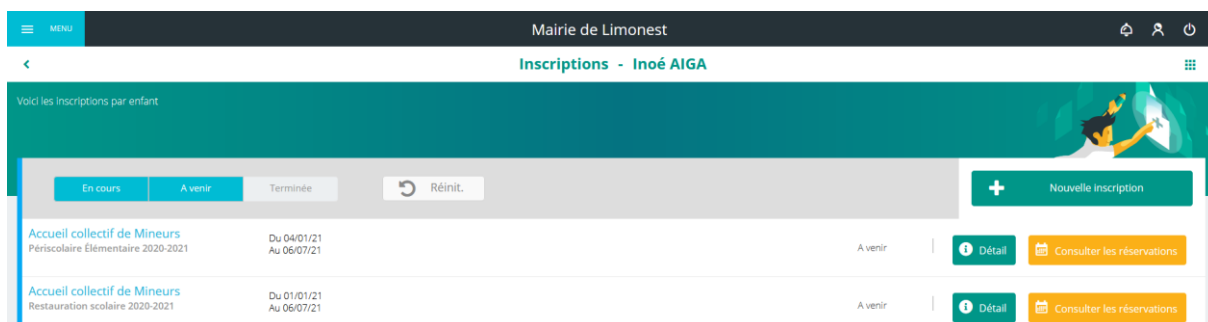 MENU
Mairie de Limonest
Inscriptions - Inoé AIGA
Voici les inscriptions par enfant
En cours
A venir
Terminée
Réinit.
Nouvelle inscription
Accueil collectif de Mineurs
Périscolaire Élémentaire 2020-2021
Du 04/01/21
Au 06/07/21
A venir
Détail
Consulter les réservations
Accueil collectif de Mineurs
Restauration scolaire 2020-2021
Du 01/01/21
Au 06/07/21
A venir
Détail
Consulter les réservations